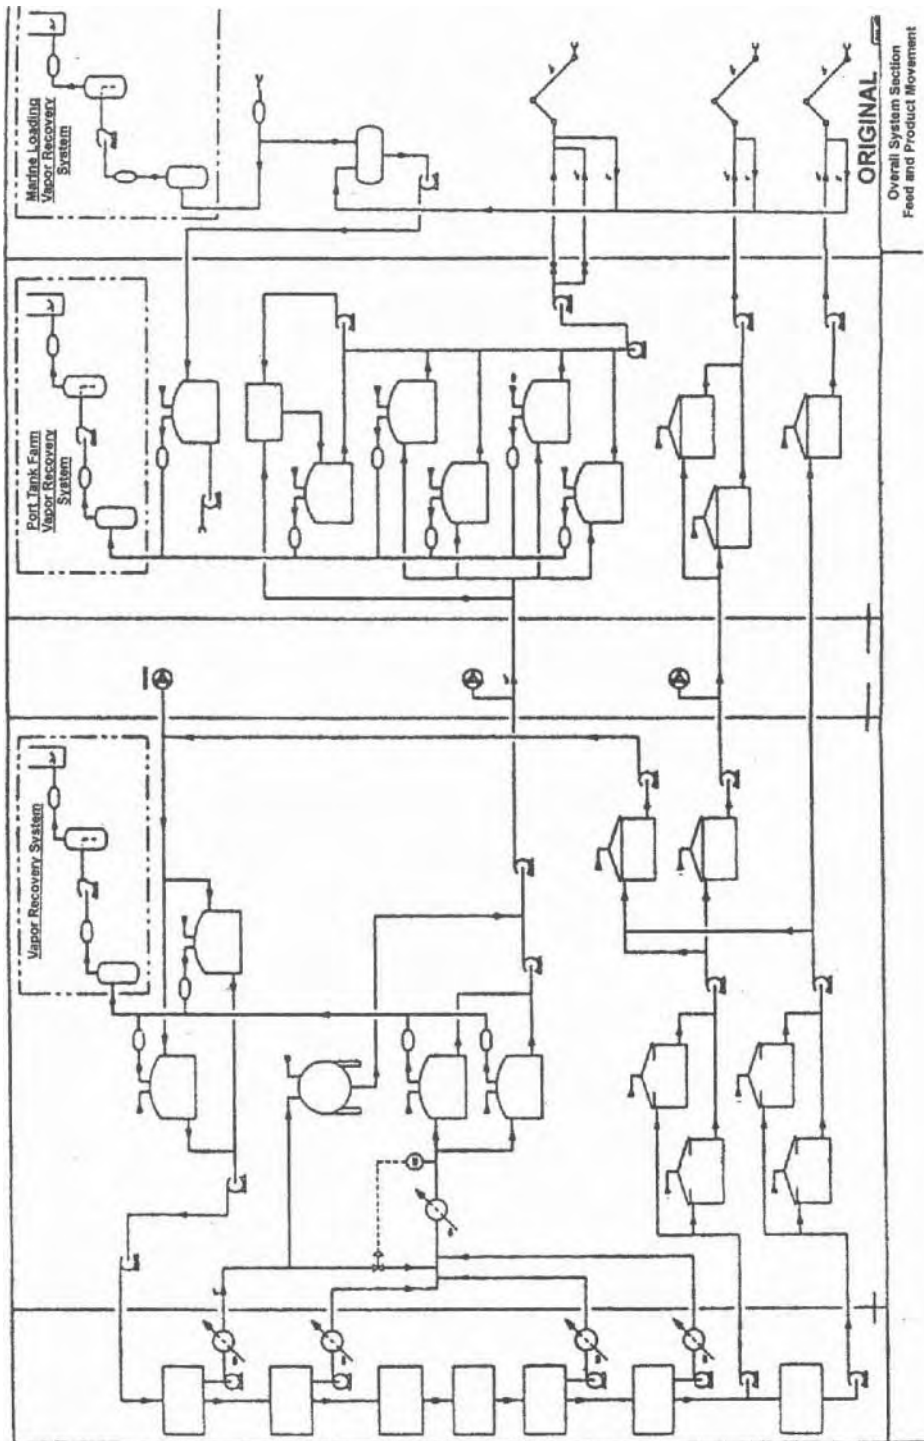 Marine Loading
Vapor Recovery
System
Port Tank Farm
Vapor Recovery
System
Vapor Recovery System
ORIGINAL
Overall System Section
Feed and Product Movement